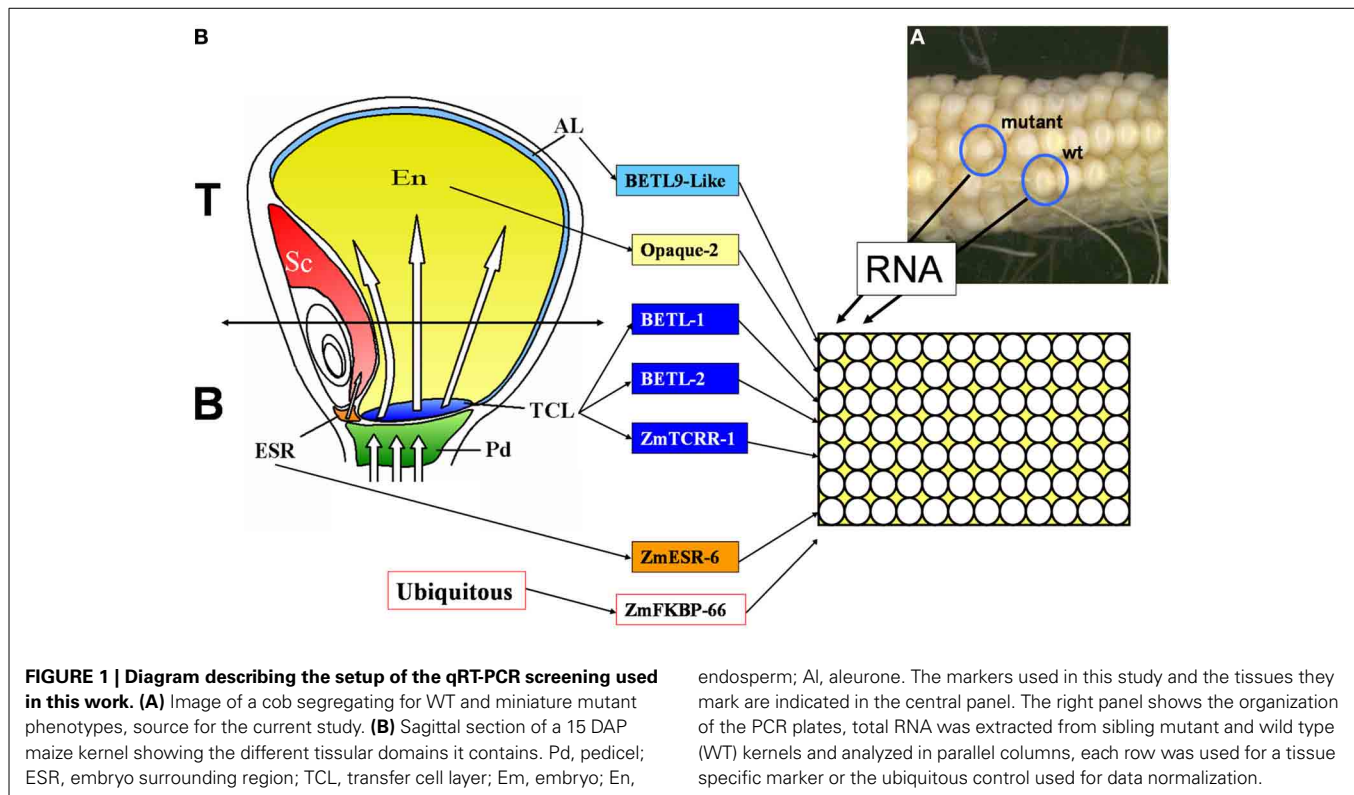 B
A
mutant
wt
AL
BETL9-Like
T
En
Opaque-2
Sc
RNA
BETL-1
BETL-2
B
TCL
ZmTCRR-1
ESR
Pd
ZmESR-6
Ubiquitous
ZmFKBP-66
FIGURE 1 | Diagram describing the setup of the qRT-PCR screening used
in this work. (A) Image of a cob segregating for WT and miniature mutant
phenotypes, source for the current study. (B) Sagittal section of a 15 DAP
maize kernel showing the different tissular domains it contains. Pd, pedicel;
ESR, embryo surrounding region; TCL, transfer cell layer; Em, embryo; En,
endosperm; Al, aleurone. The markers used in this study and the tissues they
mark are indicated in the central panel. The right panel shows the organization
of the PCR plates, total RNA was extracted from sibling mutant and wild type
(WT) kernels and analyzed in parallel columns, each row was used for a tissue
specific marker or the ubiquitous control used for data normalization.